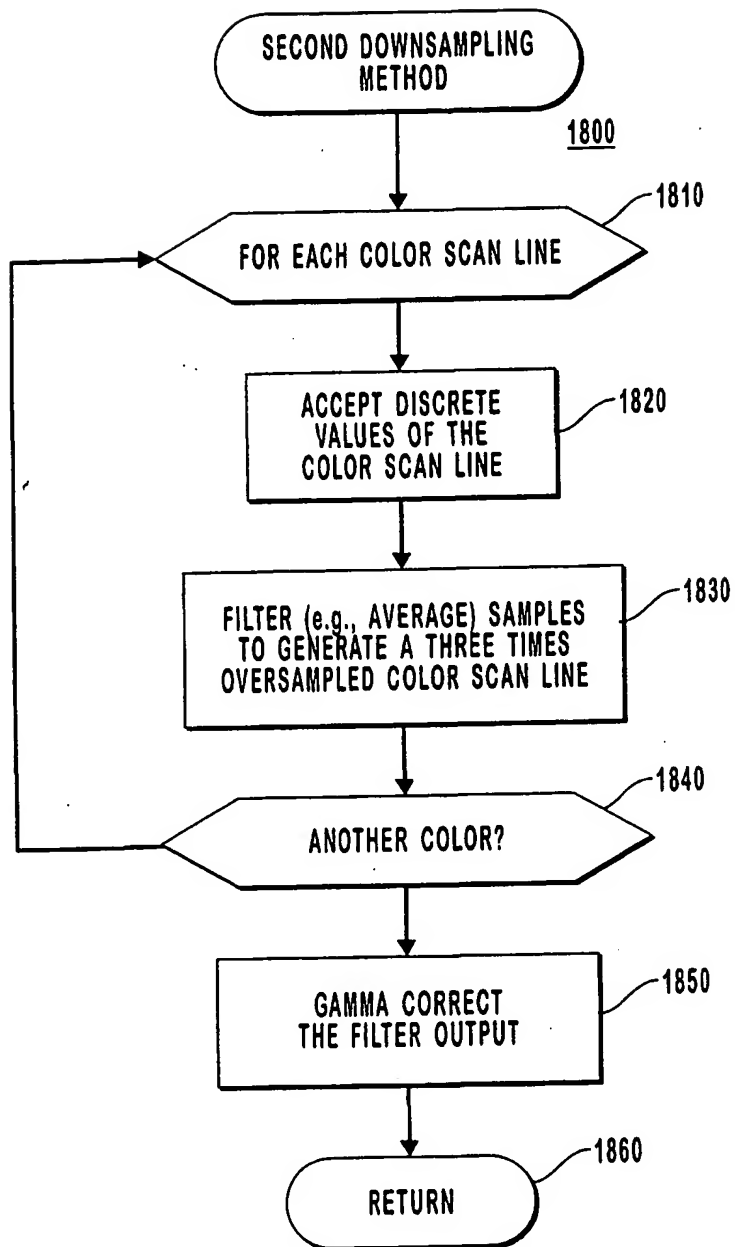 SECOND DOWNSAMPLING
METHOD
1800
1810
FOR EACH COLOR SCAN LINE
ACCEPT DISCRETE
VALUES OF THE
COLOR SCAN LINE
1820
FILTER (e.g., AVERAGE) SAMPLES
TO GENERATE A THREE TIMES
OVERSAMPLED COLOR SCAN LINE
1830
1840
ANOTHER COLOR?
GAMMA CORRECT
THE FILTER OUTPUT
1850
1860
RETURN